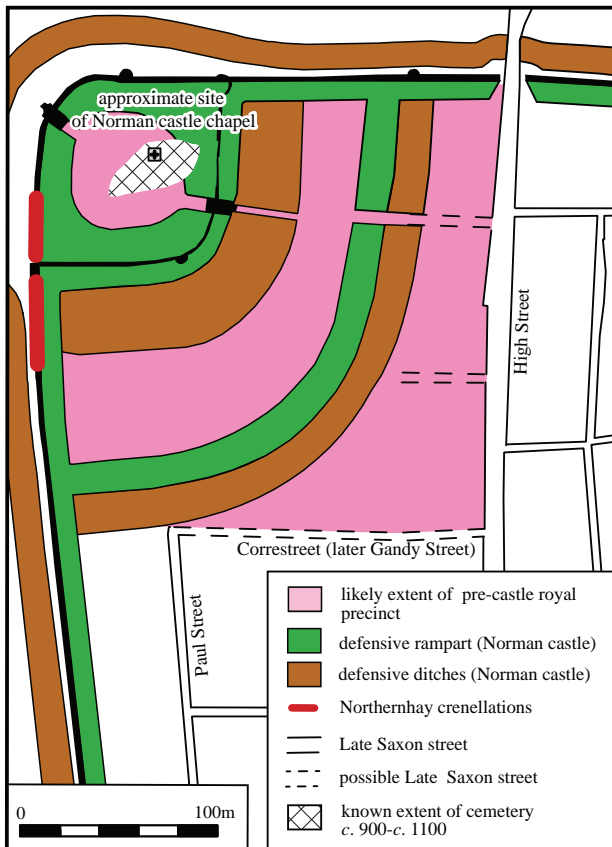 approximate site
of Norman castle chapel
High Street
Correstreet (later Gandy Street)
Paul Street
likely extent of pre-castle royal
precinct
defensive rampart (Norman castle)
defensive ditches (Norman castle)
Northernhay crenellations
Late Saxon street
possible Late Saxon street
known extent of cemetery
c. 900-c. 1100
0 100m